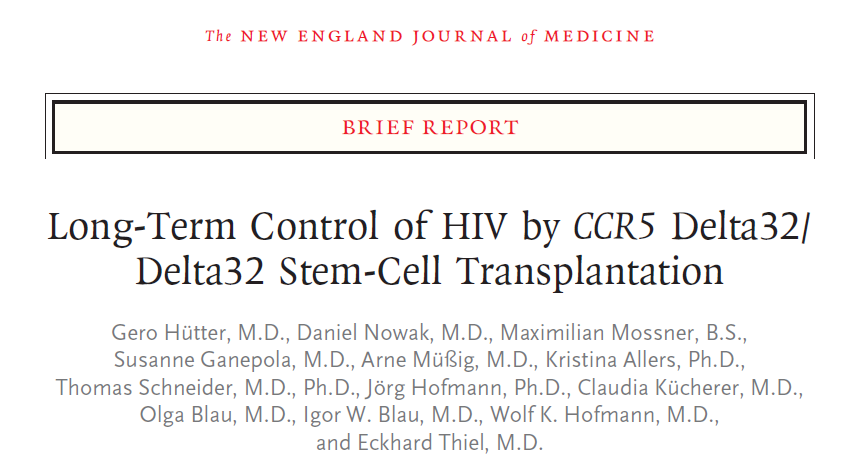 The NEW ENGLAND JOURNAL of MEDICINE
BRIEF REPORT
Long-Term Control of HIV by CCR5 Delta32/
Delta32 Stem-Cell Transplantation
Gero Hütter, M.D., Daniel Nowak, M.D., Maximilian Mossner, B.S.,
Susanne Ganepola, M.D., Arne Müßig, M.D., Kristina Allers, Ph.D.,
Thomas Schneider, M.D., Ph.D., Jörg Hofmann, Ph.D., Claudia Kücherer, M.D.,
Olga Blau, M.D., Igor W. Blau, M.D., Wolf K. Hofmann, M.D.,
and Eckhard Thiel, M.D.